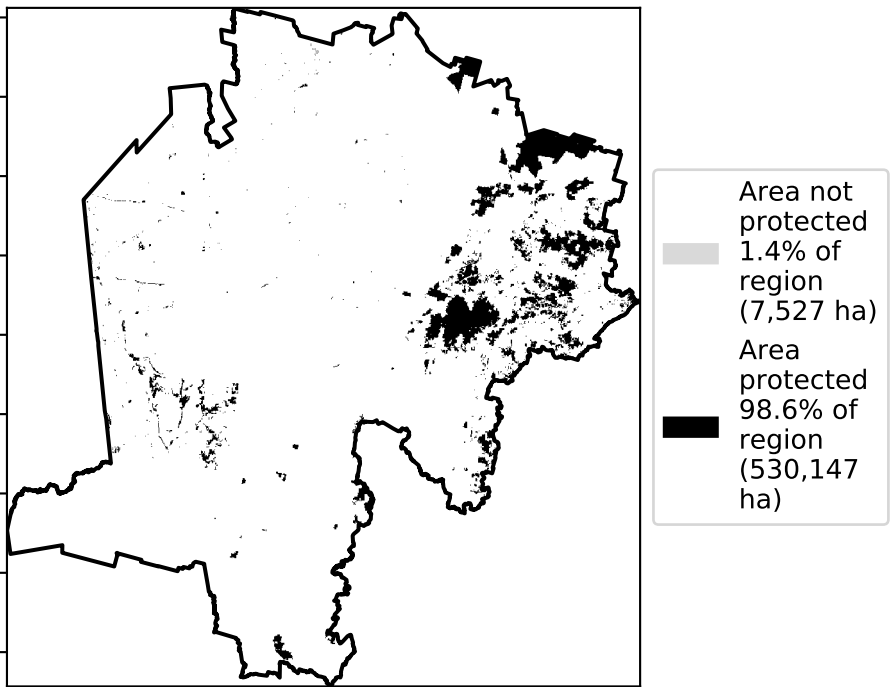 Area not
protected
1.4% of
region
(7,527 ha)
Area
protected
98.6% of
region
(530,147
ha)